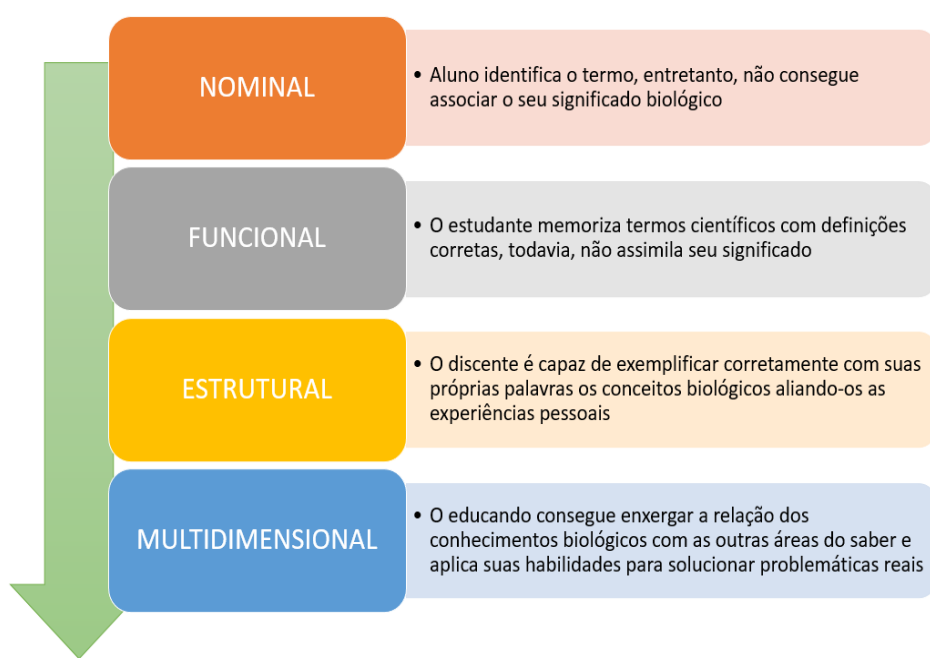 NOMINAL
• Aluno identifica o termo, entretanto, não consegue
associar o seu significado biológico
FUNCIONAL
• O estudante memoriza termos científicos com definições
corretas, todavia, não assimila seu significado
ESTRUTURAL
• O discente é capaz de exemplificar corretamente com suas
próprias palavras os conceitos biológicos aliando-os as
experiências pessoais
MULTIDIMENSIONAL
• O educando consegue enxergar a relação dos
conhecimentos biológicos com as outras áreas do saber e
aplica suas habilidades para solucionar problemáticas reais